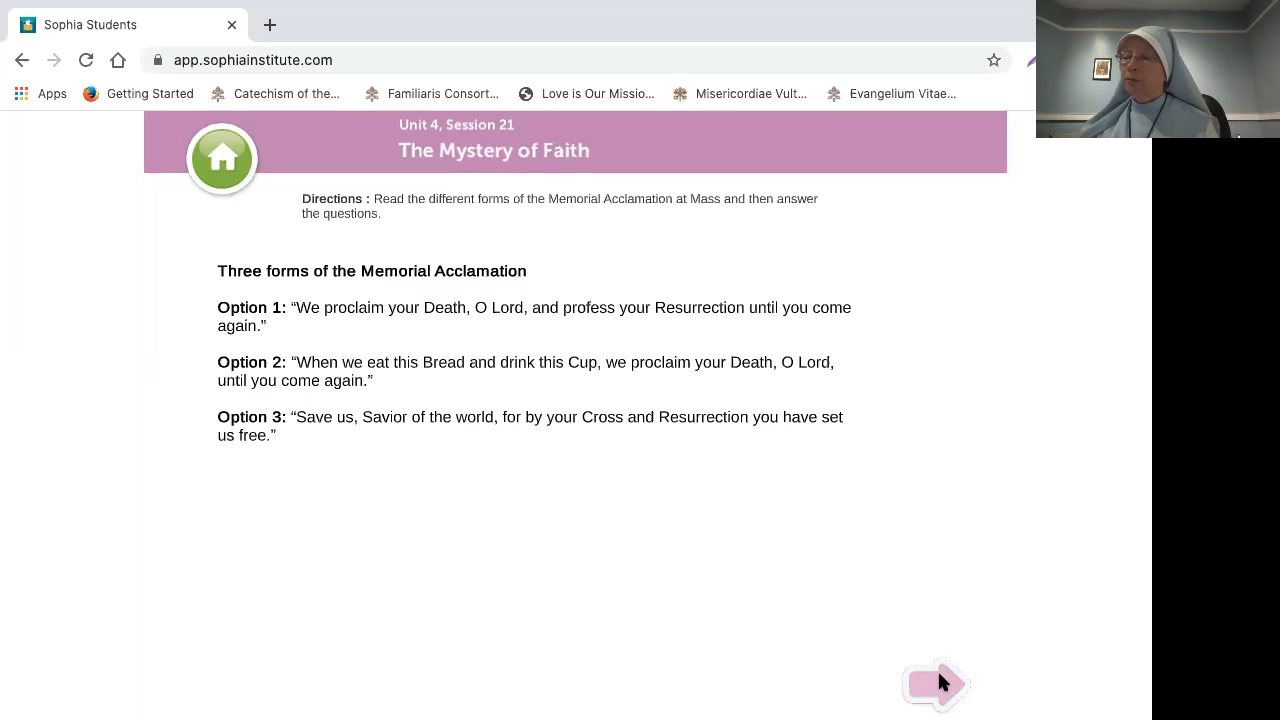 Sophia Students
app.sophiainstitute.com
Apps Getting Started Catechism of the... Familiaris Consort... Love is Our Missio... Misericordiae Vult... Evangelium Vitae...
Unit 4, Session 21
The Mystery of Faith
Directions : Read the different forms of the Memorial Acclamation at Mass and then answer
the questions.
Three forms of the Memorial Acclamation
Option 1: “We proclaim your Death, O Lord, and profess your Resurrection until you come
again.”
Option 2: “When we eat this Bread and drink this Cup, we proclaim your Death, O Lord,
until you come again.”
Option 3: “Save us, Savior of the world, for by your Cross and Resurrection you have set
us free.”